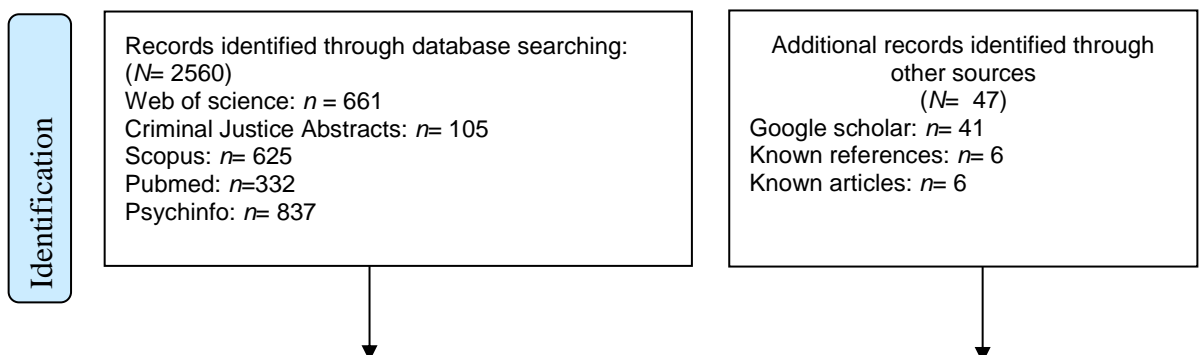 Identification
Records identified through database searching:
(N= 2560)
Web of science: n = 661
Criminal Justice Abstracts: n= 105
Scopus: n= 625
Pubmed: n=332
Psychinfo: n= 837
Additional records identified through
other sources
(N= 47)
Google scholar: n= 41
Known references: n= 6
Known articles: n= 6